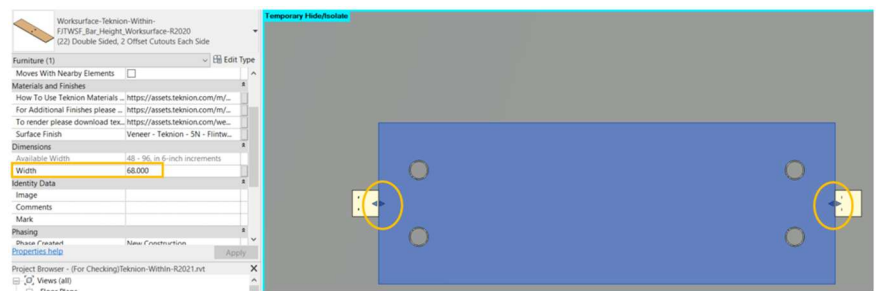 Temporary Hide/Isolate
Worksurface-Teknion-Within-
FJTWSF_Bar_Height_Worksurface-R2020
(22) Double Sided, 2 Offset Cutouts Each Side
Furniture (1)
Edit Type
Moves With Nearby Elements
Materials and Finishes
How To Use Teknion Materials ... https://assets.teknion.com/m/...
For Additional Finishes please ... https://assets.teknion.com/m/...
To render please download tex... https://assets.teknion.com/we...
Surface Finish Veneer - Teknion - 5N - Flintw...
Dimensions
Available Width 48 - 96, in 6-inch increments
Width 68.000
Identity Data
Image
Comments
Mark
Phasing
Phase Created New Construction
Properties help Apply
Project Browser - (For Checking)Teknion-Within-R2021.rvt
Views (all)
Floor Plans